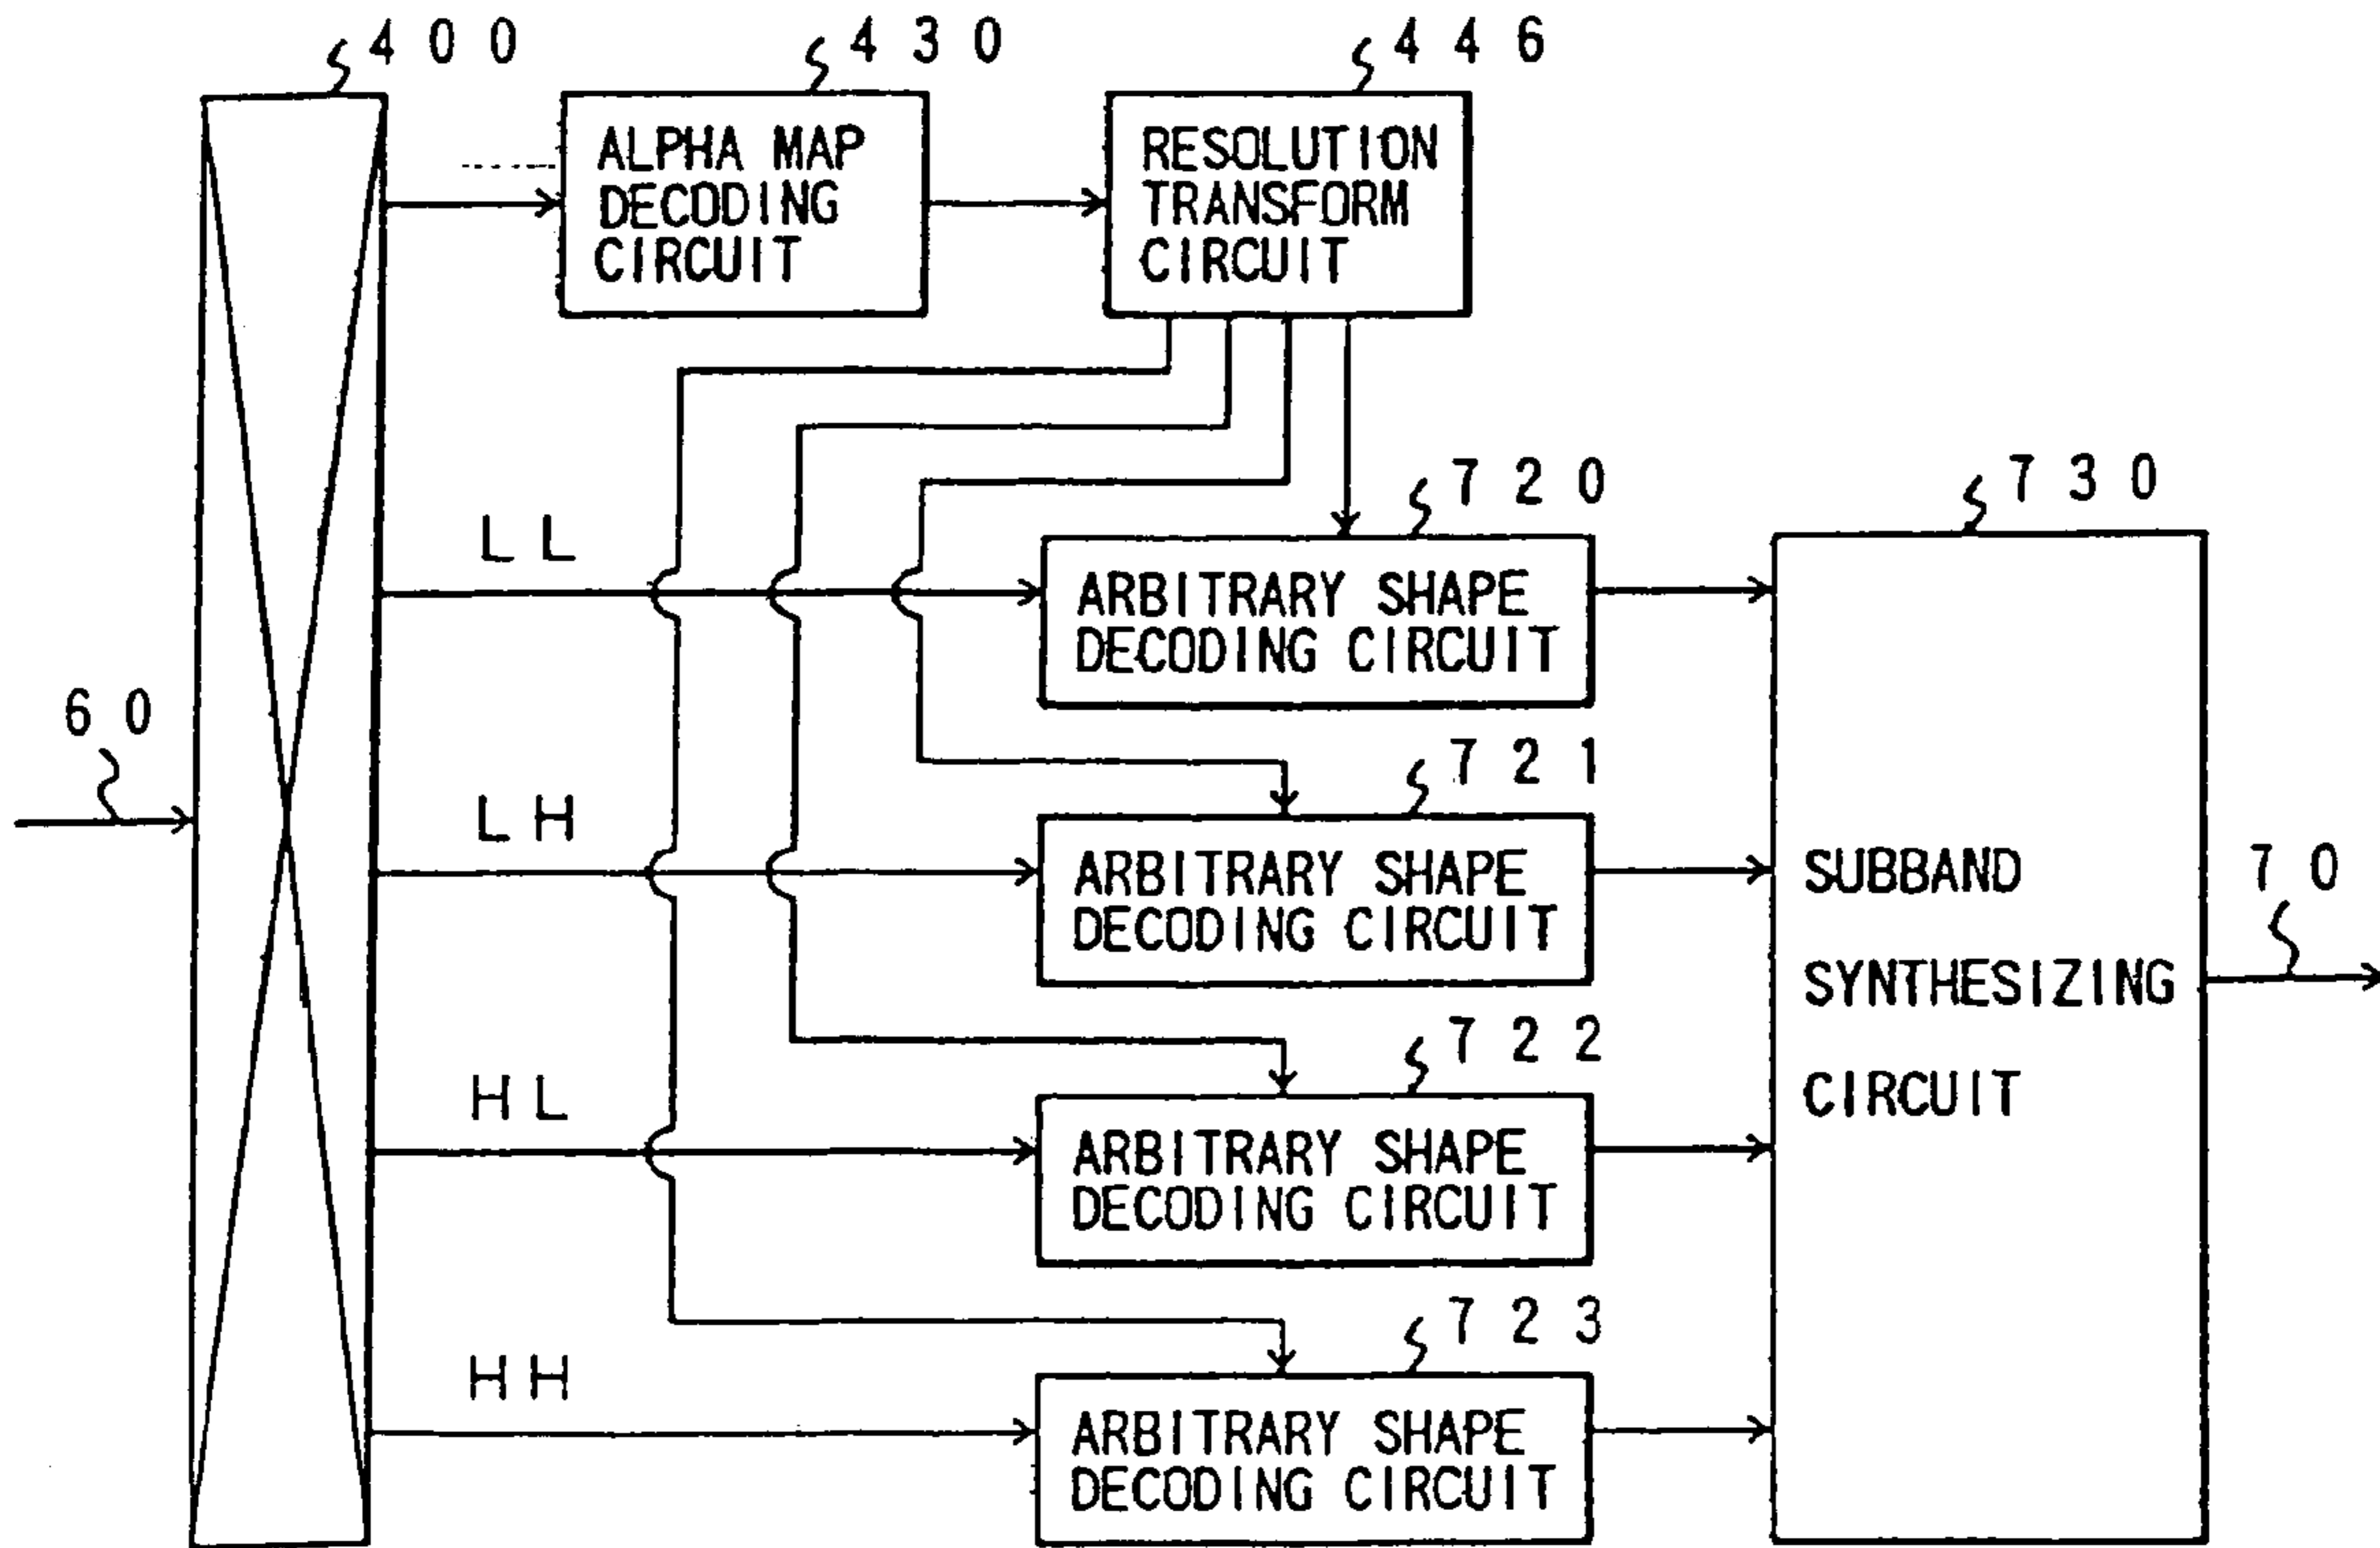 400
430
446
ALPHA MAP
DECODING
CIRCUIT
RESOLUTION
TRANSFORM
CIRCUIT
720
730
LL
ARBITRARY SHAPE
DECODING CIRCUIT
60
721
LH
ARBITRARY SHAPE
DECODING CIRCUIT
SUBBAND
SYNTHESIZING
CIRCUIT
70
722
HL
ARBITRARY SHAPE
DECODING CIRCUIT
723
HH
ARBITRARY SHAPE
DECODING CIRCUIT